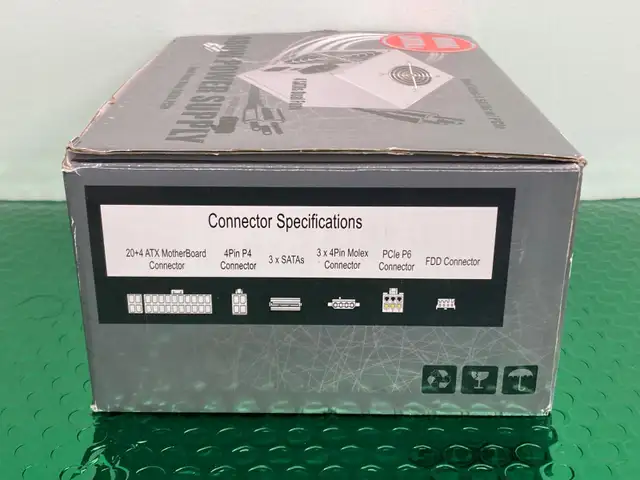 POWER SUPPLY
Connector Specifications
20+4 ATX MotherBoard
Connector
4Pin P4
Connector
3 x SATAs
3 x 4Pin Molex
Connector
PCIe P6
Connector
FDD Connector